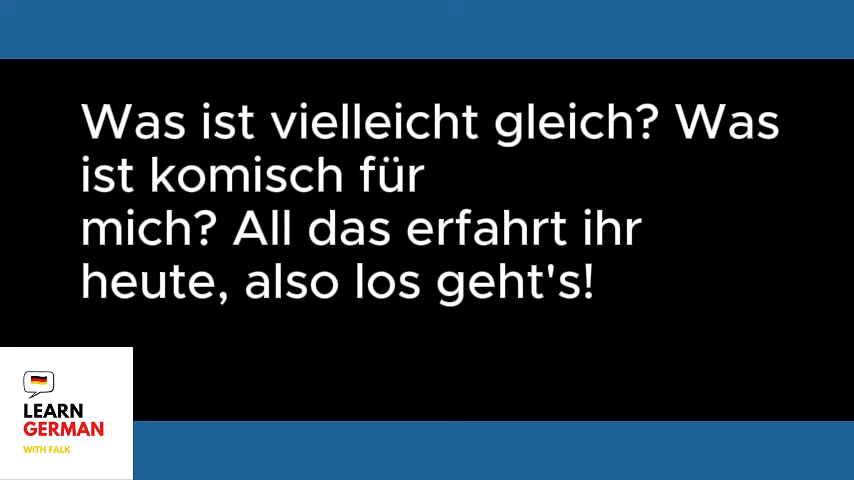 Was ist vielleicht gleich? Was
ist komisch für
mich? All das erfahrt ihr
heute, also los geht's!
LEARN
GERMAN
WITH FALK